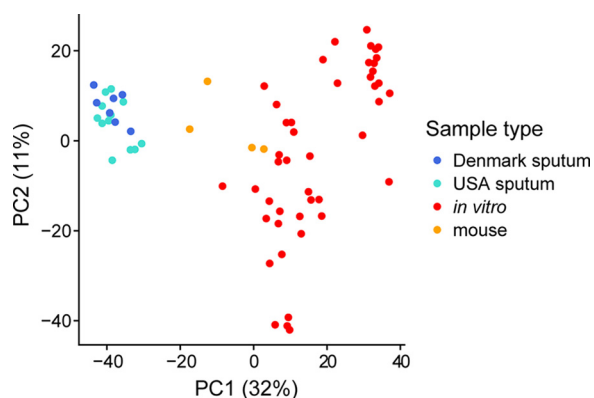 20
0
−20
−40
PC2 (11%)
−40 −20 0 20 40
PC1 (32%)
Sample type
Denmark sputum
USA sputum
in vitro
mouse